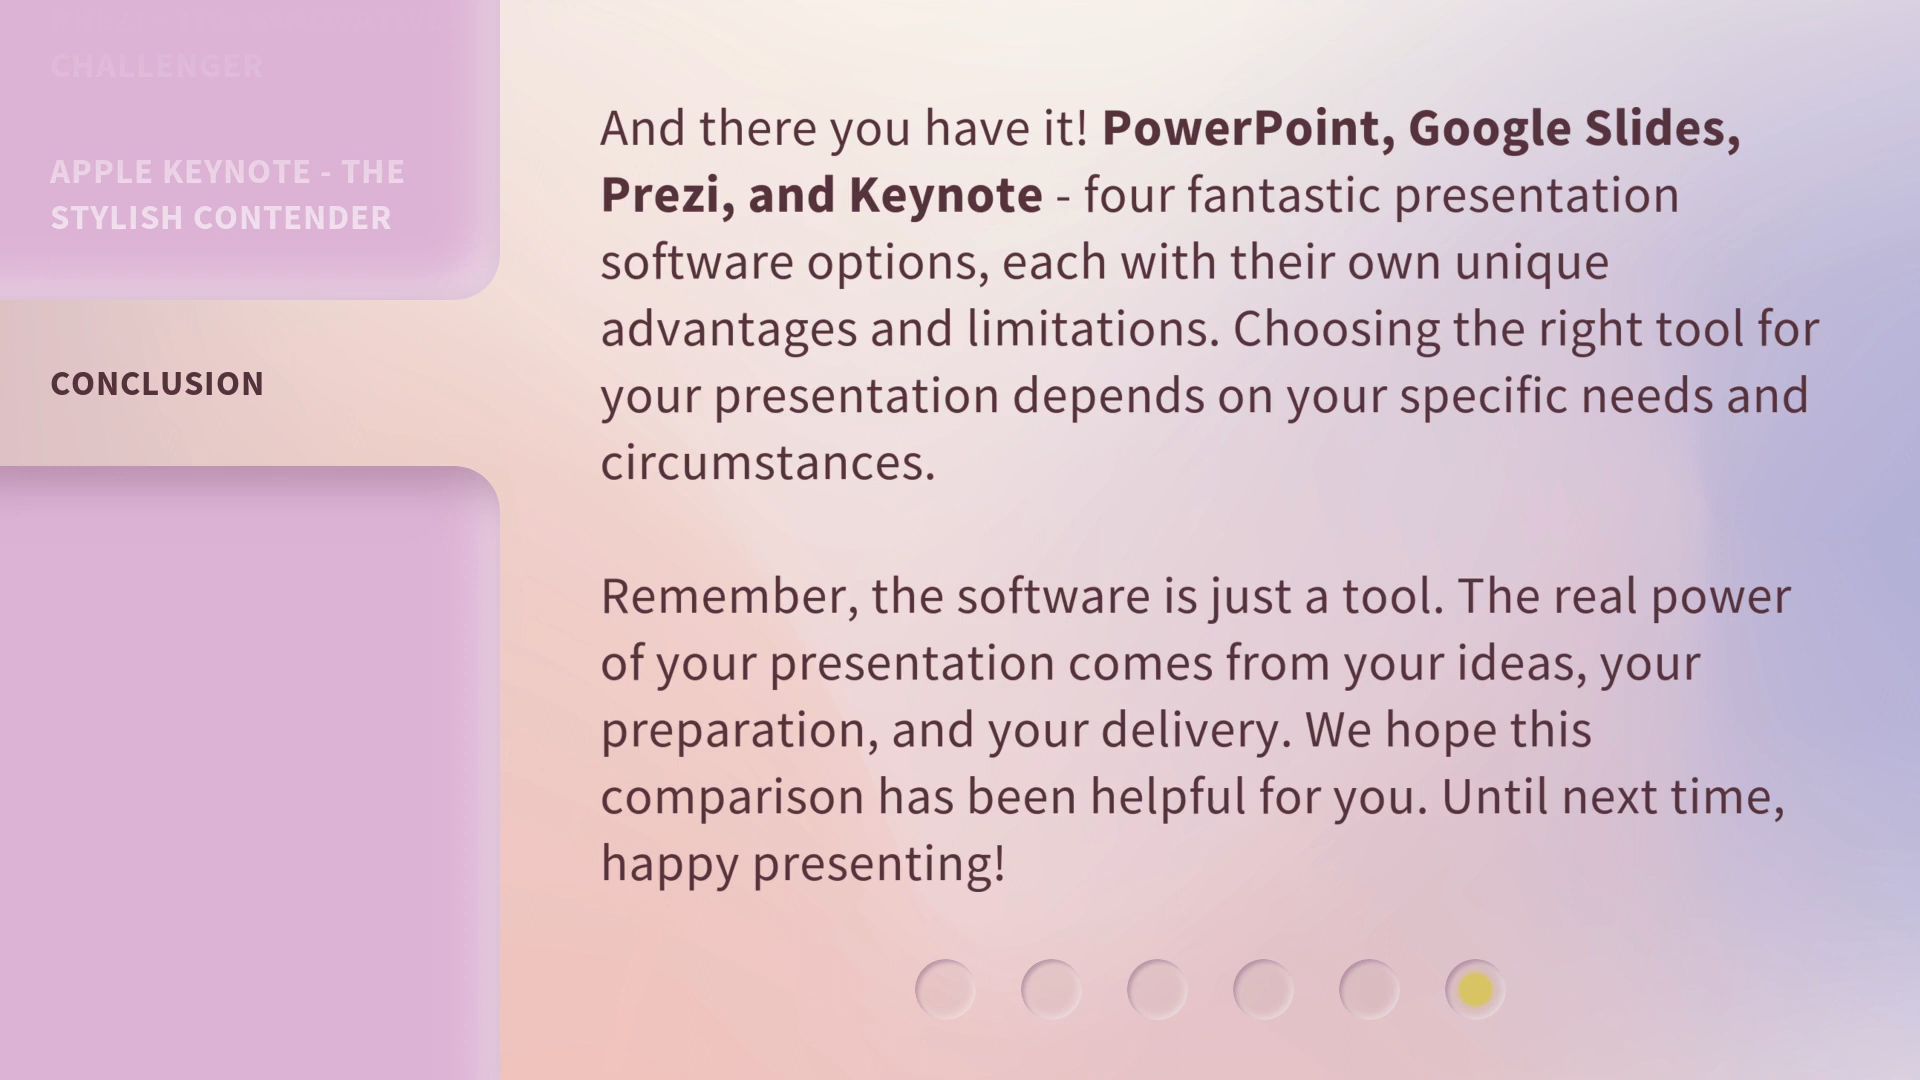 CHALLENGER
APPLE KEYNOTE - THE
STYLISH CONTENDER
CONCLUSION
And there you have it! PowerPoint, Google Slides,
Prezi, and Keynote - four fantastic presentation
software options, each with their own unique
advantages and limitations. Choosing the right tool for
your presentation depends on your specific needs and
circumstances.
Remember, the software is just a tool. The real power
of your presentation comes from your ideas, your
preparation, and your delivery. We hope this
comparison has been helpful for you. Until next time,
happy presenting!